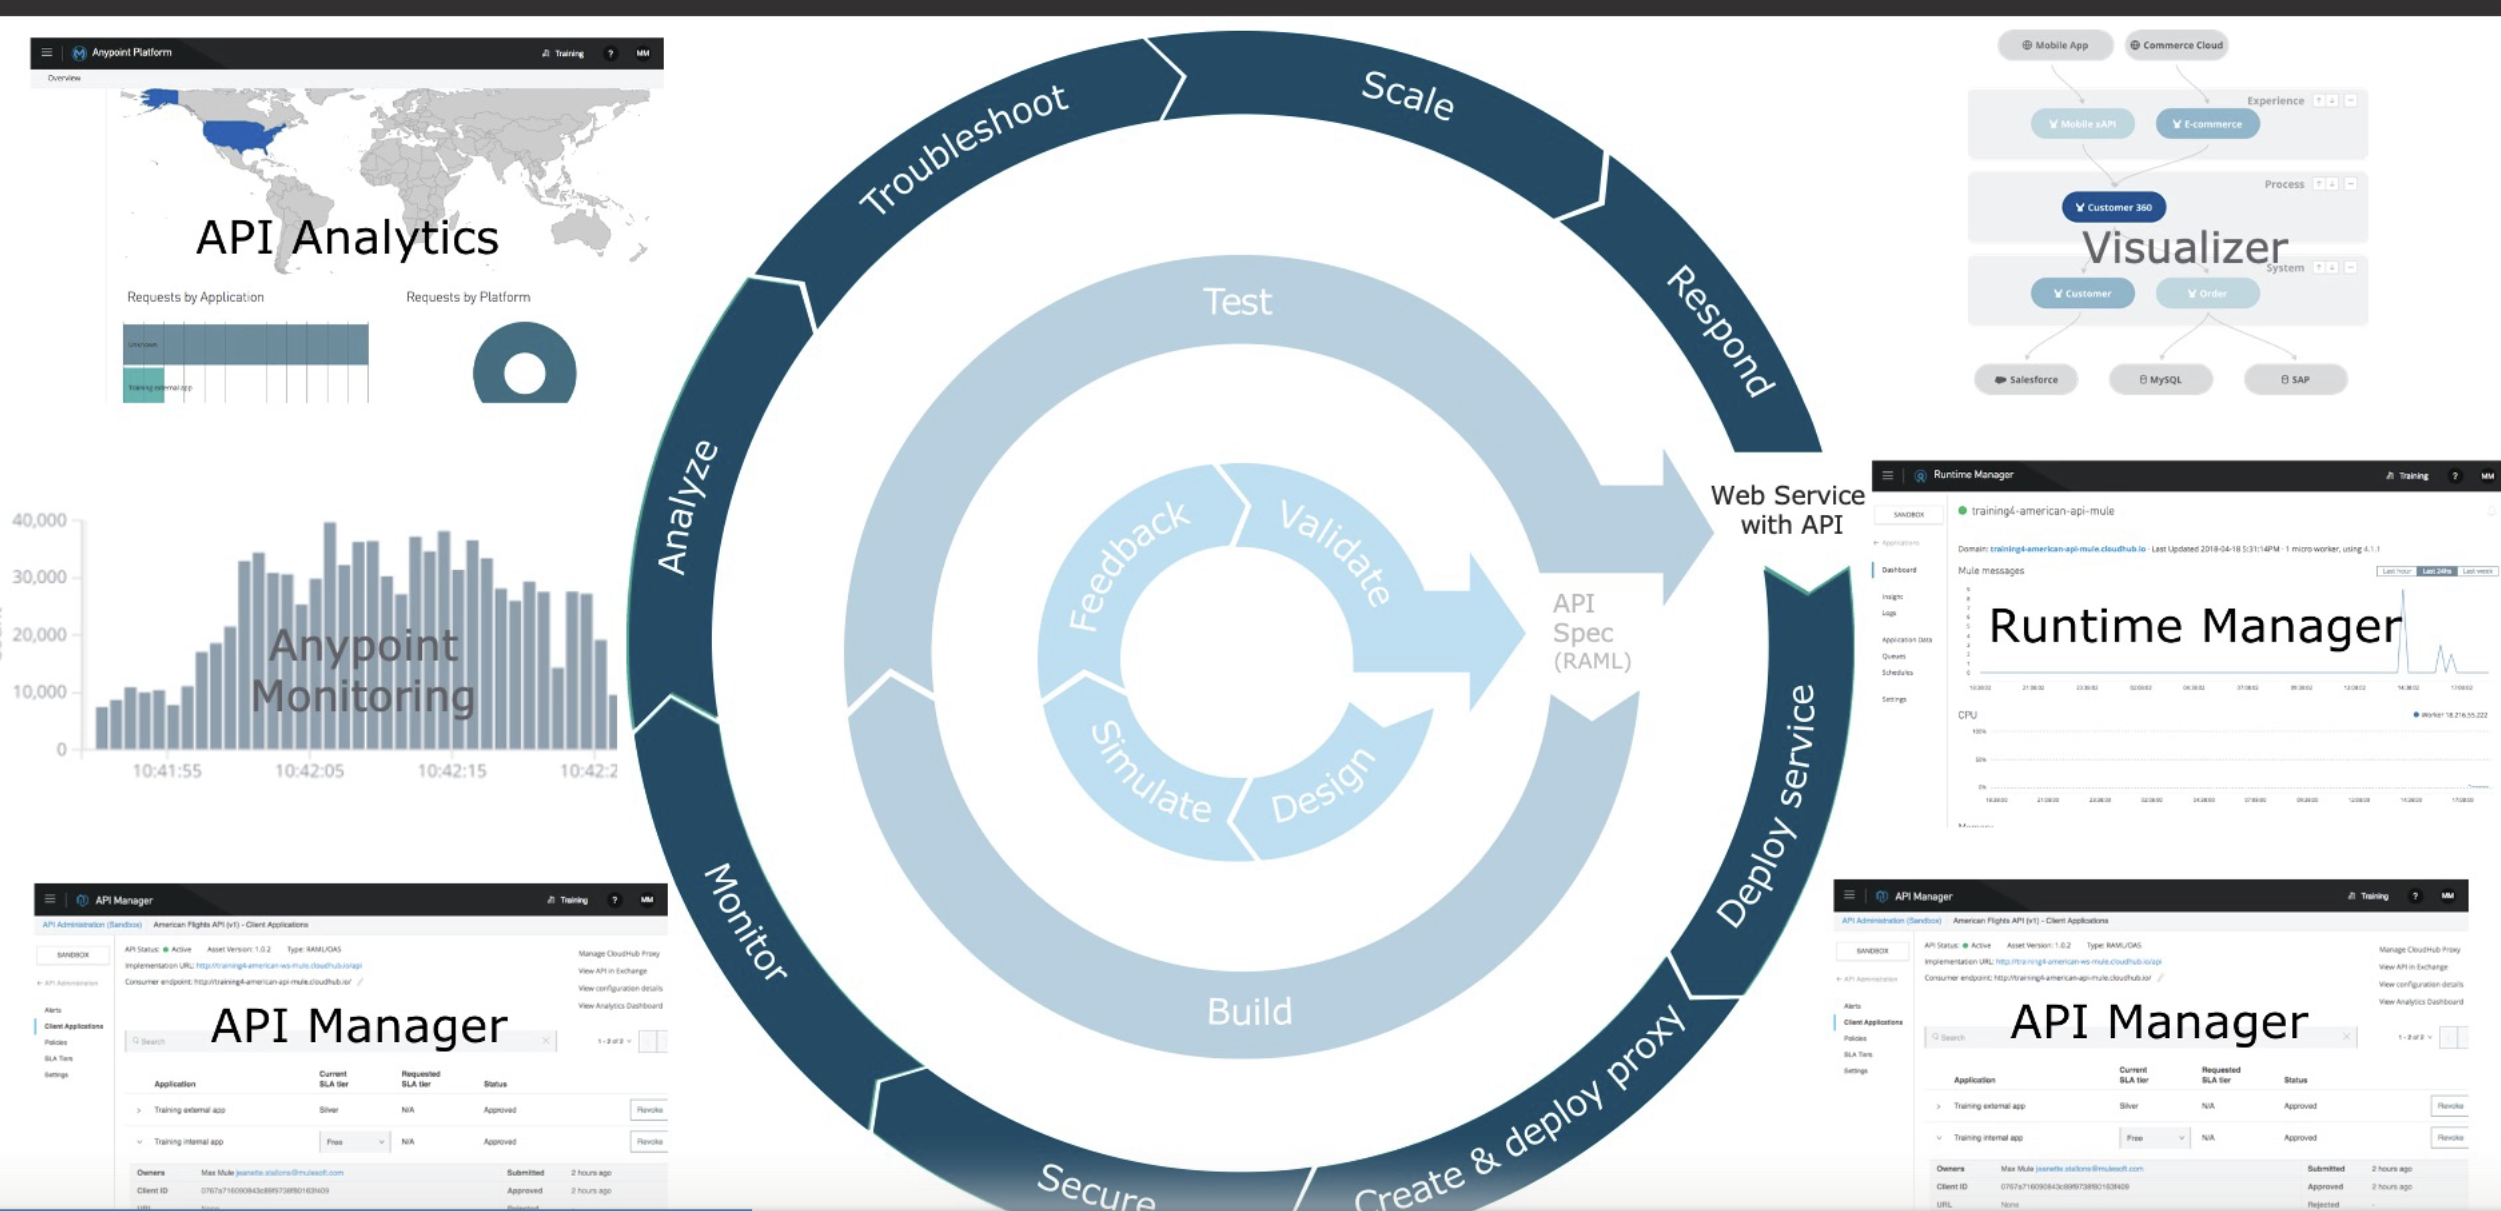 Anypoint Platform
Training
?
MM
Overview
API Analytics
Requests by Application
Requests by Platform
Unknown
Training external app
40,000
30,000
20,000
10,000
0
10:41:55
10:42:05
10:42:15
10:42:2
Anypoint
Monitoring
API Manager
Training
?
MM
API Administration (Sandbox)
American Flights API (v1) - Client Applications
SANDBOX
API Status: Active
Asset Version: 1.0.2
Type: RAML/OAS
Implementation URL: http://training4-american-ws-mule.cloudhub.io/api
Consumer endpoint: http://training4-american-api-mule.cloudhub.io/
Manage CloudHub Proxy
View API in Exchange
View configuration details
View Analytics Dashboard
API Administration
Alerts
Client Applications
Policies
SLA Tiers
Settings
API Manager
Search
1 - 2 of 2
Application
Current
SLA tier
Requested
SLA tier
Status
Training external app
Silver
N/A
Approved
Revoke
Training internal app
Free
N/A
Approved
Revoke
Owners
Max Mule jeanette.stallons@mulesoft.com
Submitted
2 hours ago
Client ID
Approved
2 hours ago
URL
None
Rejected
Troubleshoot
Scale
Respond
Analyze
Monitor
Secure
Create & deploy proxy
Deploy service
Test
Build
Feedback
Validate
Simulate
Design
API
Spec
(RAML)
Web Service
with API
Mobile App
Commerce Cloud
Experience
Mobile xAPI
E-commerce
Process
Customer 360
Visualizer
System
Customer
Order
Salesforce
MySQL
SAP
Runtime Manager
Training
?
MM
SANDBOX
training4-american-api-mule
Applications
Domain: training4-american-api-mule.cloudhub.io - Last Updated 2018-04-18 5:31:14PM - 1 micro worker, using 4.1.1
Dashboard
Mule messages
Last hour
Last 24hs
Last week
Insight
Logs
Application Data
Queues
Schedules
Settings
Runtime Manager
CPU
Worker 18.216.55.222
100%
50%
0%
API Manager
Training
?
MM
API Administration (Sandbox)
American Flights API (v1) - Client Applications
SANDBOX
API Status: Active
Asset Version: 1.0.2
Type: RAML/OAS
Implementation URL: http://training4-american-ws-mule.cloudhub.io/api
Consumer endpoint: http://training4-american-api-mule.cloudhub.io/
Manage CloudHub Proxy
View API in Exchange
View configuration details
View Analytics Dashboard
API Administration
Alerts
Client Applications
Policies
SLA Tiers
Settings
API Manager
Search
1 - 2 of 2
Application
Current
SLA tier
Requested
SLA tier
Status
Training external app
Silver
N/A
Approved
Revoke
Training internal app
Free
N/A
Approved
Revoke
Owners
Max Mule jeanette.stallons@mulesoft.com
Submitted
2 hours ago
Client ID
Approved
2 hours ago
URL
None
Rejected